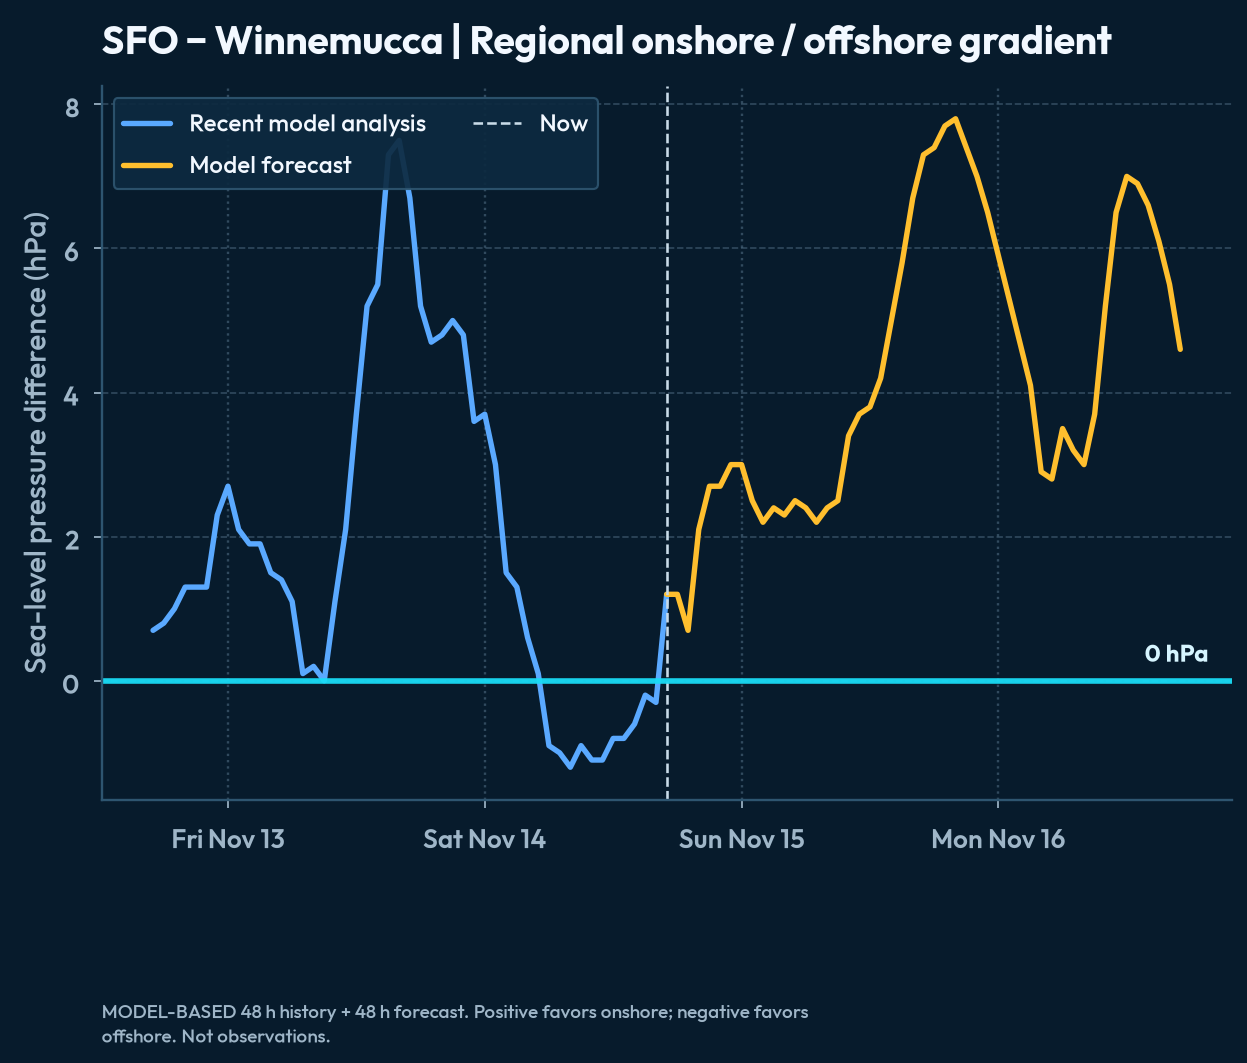 SFO – Winnemucca | Regional onshore / offshore gradient
Recent model analysis
Now
Model forecast
Sea-level pressure difference (hPa)
8
6
4
2
0
0 hPa
Fri Nov 13
Sat Nov 14
Sun Nov 15
Mon Nov 16
MODEL-BASED 48 h history + 48 h forecast. Positive favors onshore; negative favors
offshore. Not observations.